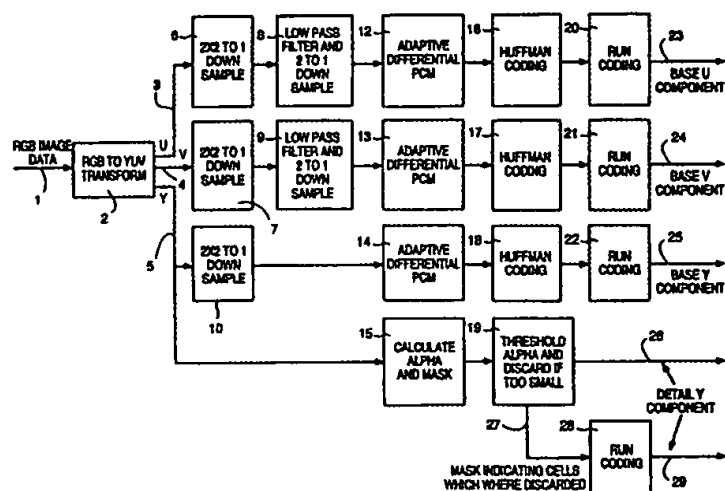 6
2X2 TO 1
DOWN
SAMPLE
8
LOW PASS
FILTER AND
2 TO 1
DOWN
SAMPLE
12
ADAPTIVE
DIFFERENTIAL
PCM
16
HUFFMAN
CODING
20
RUN
CODING
23
BASE U
COMPONENT
3
RGB IMAGE
DATA
1
RGB TO YUV
TRANSFORM
2
U
V
Y
4
2X2 TO 1
DOWN
SAMPLE
7
9
LOW PASS
FILTER AND
2 TO 1
DOWN
SAMPLE
13
ADAPTIVE
DIFFERENTIAL
PCM
17
HUFFMAN
CODING
21
RUN
CODING
24
BASE V
COMPONENT
5
2X2 TO 1
DOWN
SAMPLE
10
14
ADAPTIVE
DIFFERENTIAL
PCM
18
HUFFMAN
CODING
22
RUN
CODING
25
BASE Y
COMPONENT
15
CALCULATE
ALPHA
AND MASK
19
THRESHOLD
ALPHA AND
DISCARD IF
TOO SMALL
26
DETAIL Y
COMPONENT
27
28
RUN
CODING
29
MASK INDICATING CELLS
WHICH WHERE DISCARDED